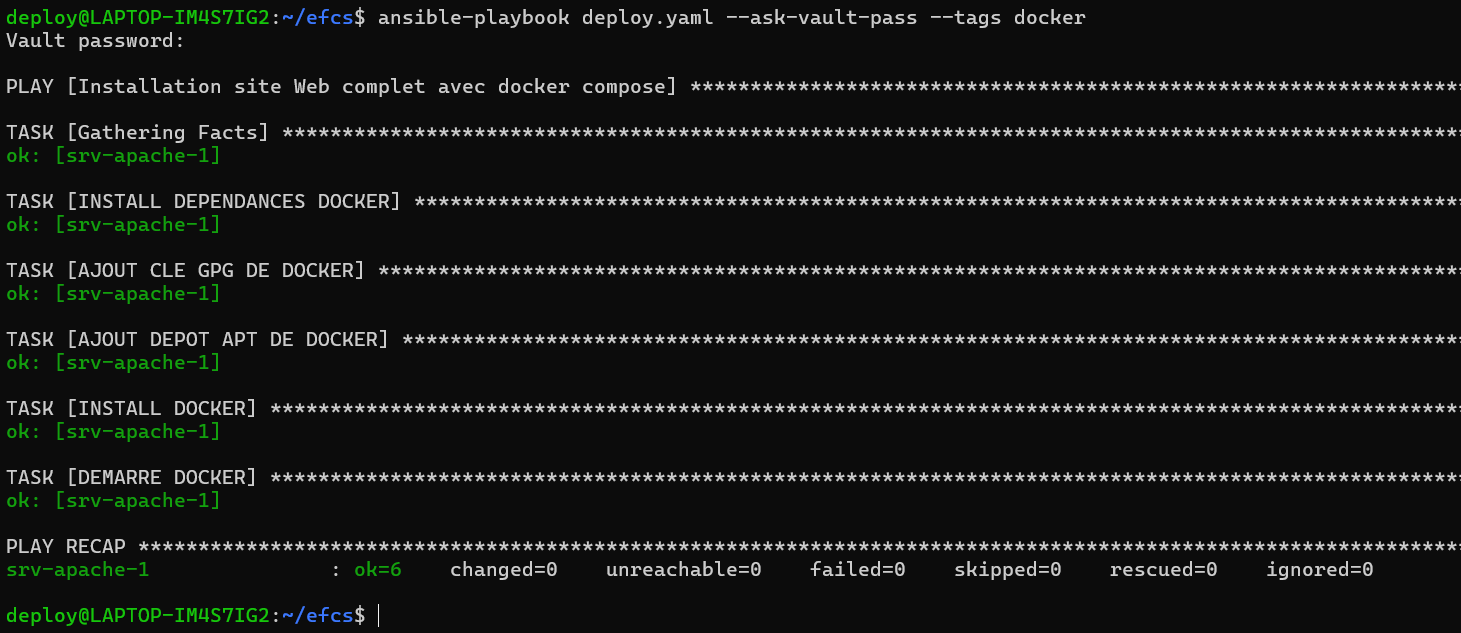 deploy@LAPTOP-IM4S7IG2:~/efcs$ ansible-playbook deploy.yaml --ask-vault-pass --tags docker
Vault password:
PLAY [Installation site Web complet avec docker compose] ****************************************************************
TASK [Gathering Facts] **************************************************************************************************
ok: [srv-apache-1]
TASK [INSTALL DEPENDANCES DOCKER] ***************************************************************************************
ok: [srv-apache-1]
TASK [AJOUT CLE GPG DE DOCKER] ******************************************************************************************
ok: [srv-apache-1]
TASK [AJOUT DEPOT APT DE DOCKER] ****************************************************************************************
ok: [srv-apache-1]
TASK [INSTALL DOCKER] ***************************************************************************************************
ok: [srv-apache-1]
TASK [DEMARRE DOCKER] ***************************************************************************************************
ok: [srv-apache-1]
PLAY RECAP **************************************************************************************************************
srv-apache-1 : ok=6 changed=0 unreachable=0 failed=0 skipped=0 rescued=0 ignored=0
deploy@LAPTOP-IM4S7IG2:~/efcs$